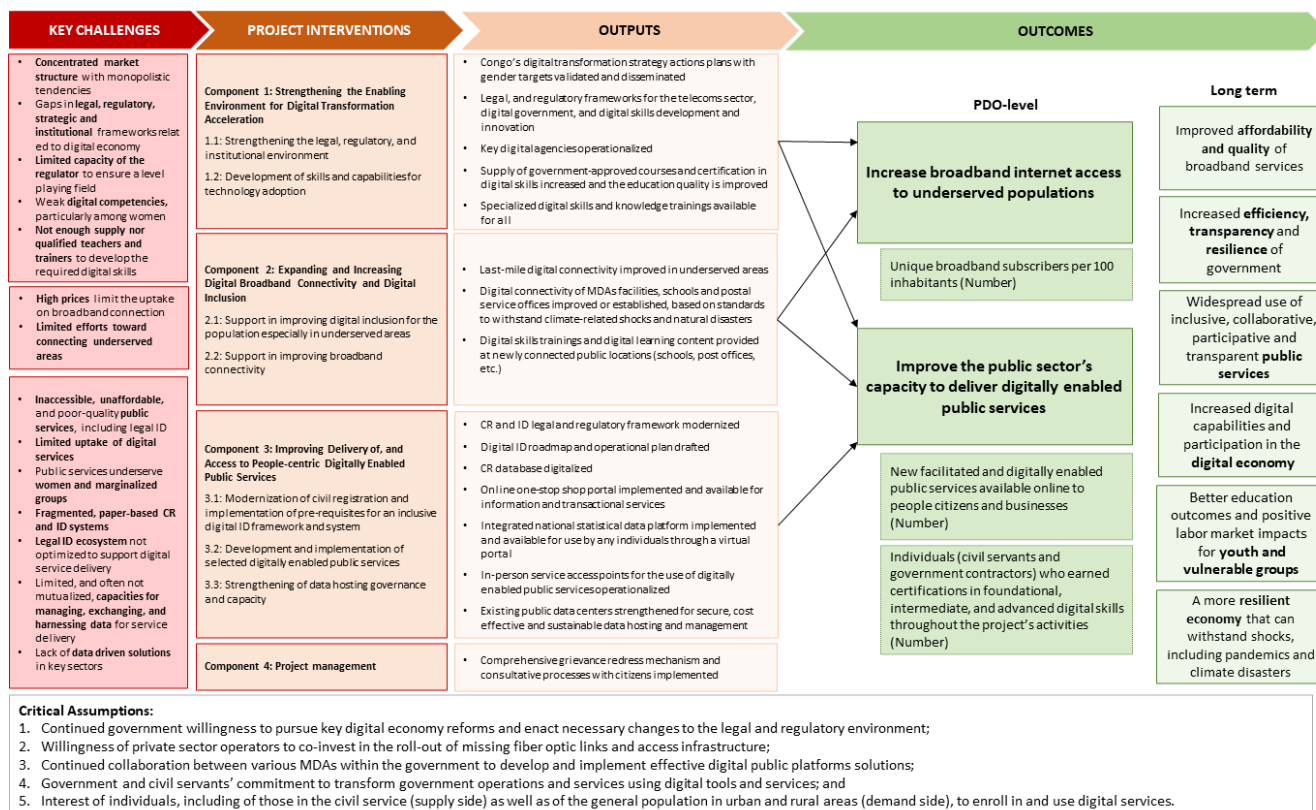 KEY CHALLENGES
PROJECT INTERVENTIONS
OUTPUTS
OUTCOMES
• Concentrated market
structure with monopolistic
tendencies
• Gaps in legal, regulatory,
strategic and
institutional frameworks relat
ed to digital economy
• Limited capacity of the
regulator to ensure a level
playing field
• Weak digital competencies,
particularly among women
• Not enough supply nor
qualified teachers and
trainers to develop the
required digital skills
• High prices limit the uptake
on broadband connection
• Limited efforts toward
connecting underserved
areas
• Inaccessible, unaffordable,
and poor-quality public
services, including legal ID
• Limited uptake of digital
services
• Public services underserve
women and marginalized
groups
• Fragmented, paper-based CR
and ID systems
• Legal ID ecosystem not
optimized to support digital
service delivery
• Limited, and often not
mutualized, capacities for
managing, exchanging, and
harnessing data for service
delivery
• Lack of data driven solutions
in key sectors
Component 1: Strengthening the Enabling
Environment for Digital Transformation
Acceleration
1.1: Strengthening the legal, regulatory, and
institutional environment
1.2: Development of skills and capabilities for
technology adoption
Component 2: Expanding and Increasing
Digital Broadband Connectivity and Digital
Inclusion
2.1: Support in improving digital inclusion for the
population especially in underserved areas
2.2: Support in improving broadband
connectivity
Component 3: Improving Delivery of, and
Access to People-centric Digitally Enabled
Public Services
3.1: Modernization of civil registration and
implementation of pre-requisites for an inclusive
digital ID framework and system
3.2: Development and implementation of
selected digitally enabled public services
3.3: Strengthening of data hosting governance
and capacity
Component 4: Project management
• Congo's digital transformation strategy actions plans with
gender targets validated and disseminated
• Legal, and regulatory frameworks for the telecoms sector,
digital government, and digital skills development and
innovation
• Key digital agencies operationalized
• Supply of government-approved courses and certification in
digital skills increased and the education quality is improved
• Specialized digital skills and knowledge trainings available
for all
• Last-mile digital connectivity improved in underserved areas
• Digital connectivity of MDAs facilities, schools and postal
service offices improved or established, based on standards
to withstand climate-related shocks and natural disasters
• Digital skills trainings and digital learning content provided
at newly connected public locations (schools, post offices,
etc.)
• CR and ID legal and regulatory framework modernized
• Digital ID roadmap and operational plan drafted
• CR database digitalized
• Online one-stop shop portal implemented and available for
information and transactional services
• Integrated national statistical data platform implemented
and available for use by any individuals through a virtual
portal
• In-person service access points for the use of digitally
enabled public services operationalized
• Existing public data centers strengthened for secure, cost
effective and sustainable data hosting and management
• Comprehensive grievance redress mechanism and
consultative processes with citizens implemented
PDO-level
Increase broadband internet access
to underserved populations
Unique broadband subscribers per 100
inhabitants (Number)
Improve the public sector's
capacity to deliver digitally enabled
public services
New facilitated and digitally enabled
public services available online to
people citizens and businesses
(Number)
Individuals (civil servants and
government contractors) who earned
certifications in foundational,
intermediate, and advanced digital skills
throughout the project's activities
(Number)
Long term
Improved affordability
and quality of
broadband services
Increased efficiency,
transparency and
resilience of
government
Widespread use of
inclusive, collaborative,
participative and
transparent public
services
Increased digital
capabilities and
participation in the
digital economy
Better education
outcomes and positive
labor market impacts
for youth and
vulnerable groups
A more resilient
economy that can
withstand shocks,
including pandemics and
climate disasters
Critical Assumptions:
1. Continued government willingness to pursue key digital economy reforms and enact necessary changes to the legal and regulatory environment;
2. Willingness of private sector operators to co-invest in the roll-out of missing fiber optic links and access infrastructure;
3. Continued collaboration between various MDAs within the government to develop and implement effective digital public platforms solutions;
4. Government and civil servants' commitment to transform government operations and services using digital tools and services; and
5. Interest of individuals, including of those in the civil service (supply side) as well as of the general population in urban and rural areas (demand side), to enroll in and use digital services.